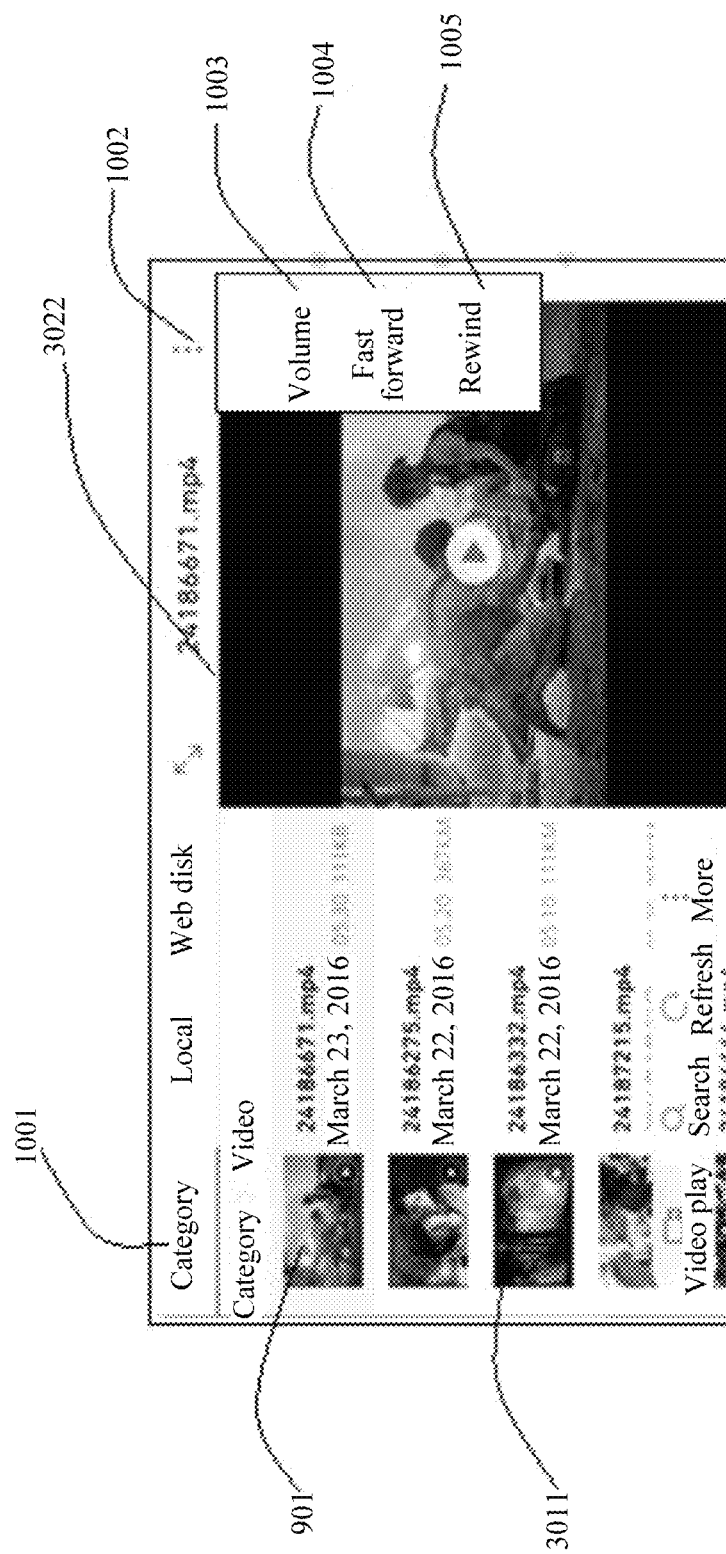 1001
3022
1002
1003
1004
1005
901
3011
Category Local Web disk
24186671.mp4
Category Video
24186671.mp4
March 23, 2016
24186275.mp4
March 22, 2016
24186332.mp4
March 22, 2016
24187215.mp4
Video play Search Refresh More
Volume
Fast
forward
Rewind